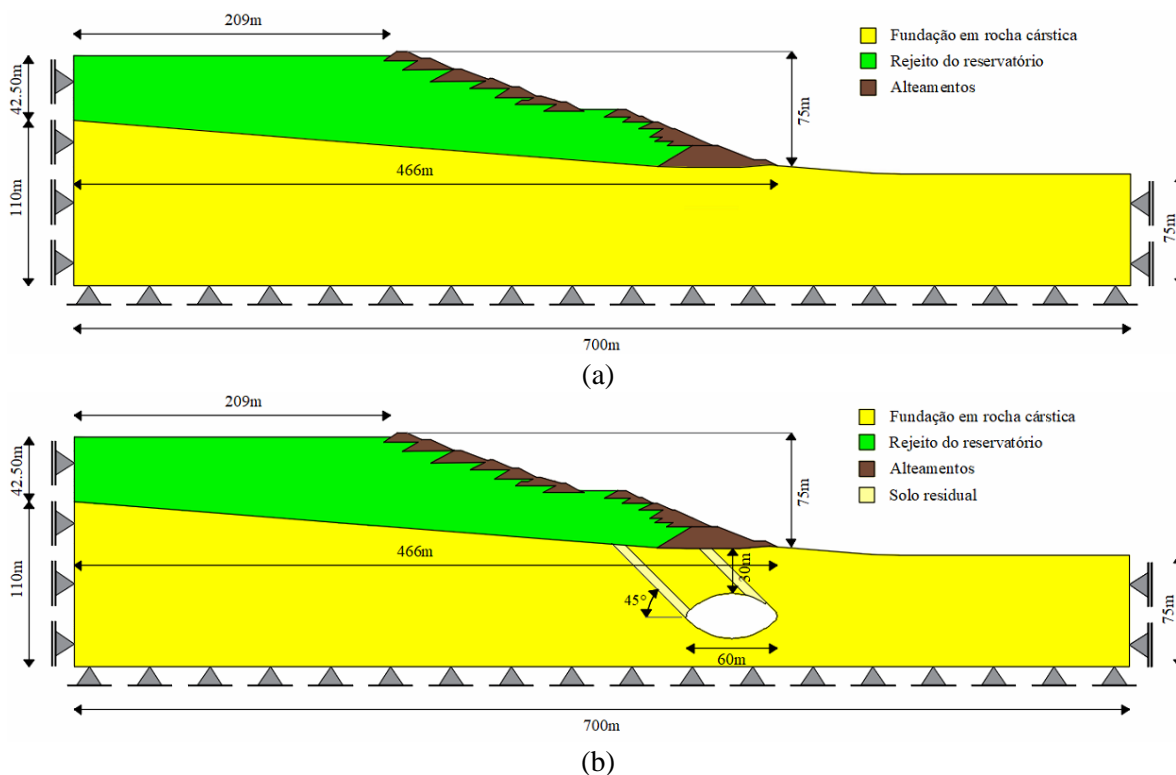 209m
Fundação em rocha cárstica
Rejeito do reservatório
Alteamentos
42.50m
75m
466m
110m
75m
700m
(a)
209m
Fundação em rocha cárstica
Rejeito do reservatório
Alteamentos
Solo residual
42.50m
75m
466m
30m
110m
45°
75m
60m
700m
(b)